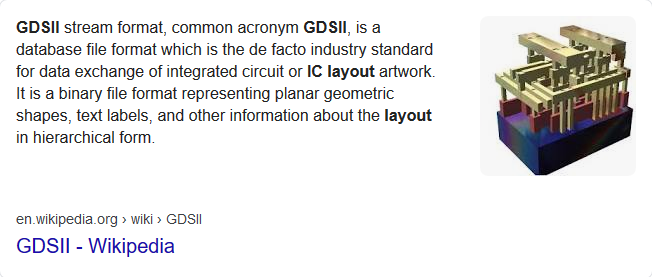 GDSII stream format, common acronym GDSII, is a
database file format which is the de facto industry standard
for data exchange of integrated circuit or IC layout artwork.
It is a binary file format representing planar geometric
shapes, text labels, and other information about the layout
in hierarchical form.
en.wikipedia.org › wiki › GDSII
GDSII - Wikipedia